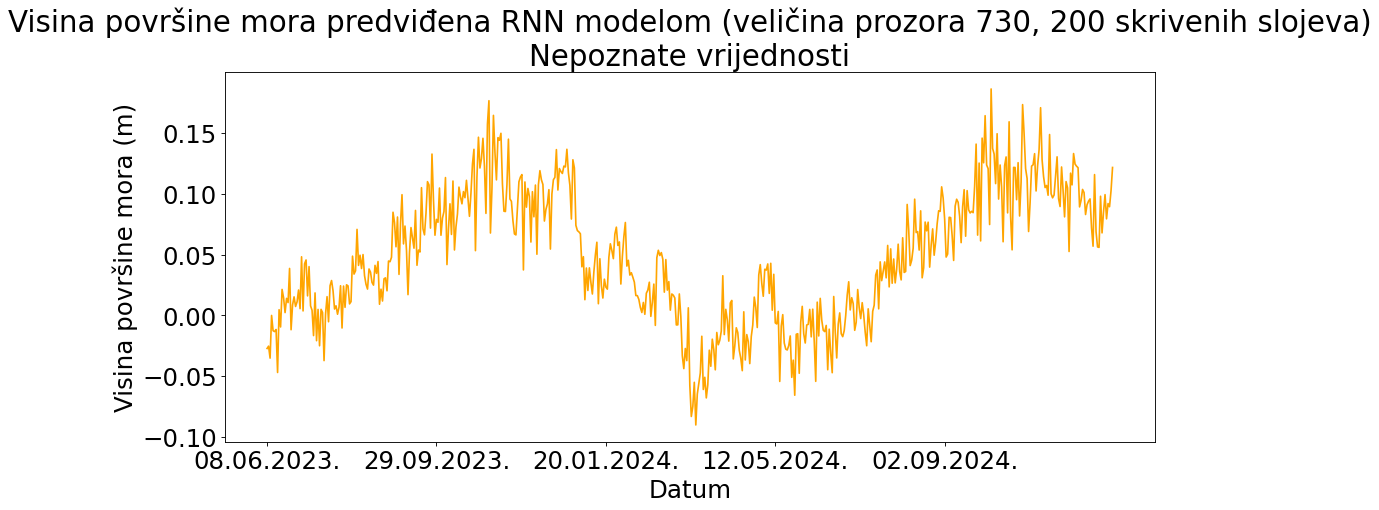 Visina površine mora predviđena RNN modelom (veličina prozora 730, 200 skrivenih slojeva)
Nepoznate vrijednosti
Visina površine mora (m)
0.15
0.10
0.05
0.00
−0.05
−0.10
08.06.2023. 29.09.2023. 20.01.2024. 12.05.2024. 02.09.2024.
Datum